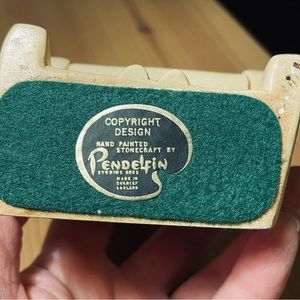 COPYRIGHT
DESIGN
HAND PAINTED
STONECRAFT BY
Pendelfin
STUDIOS REGD
MADE IN
BURNLEY
ENGLAND